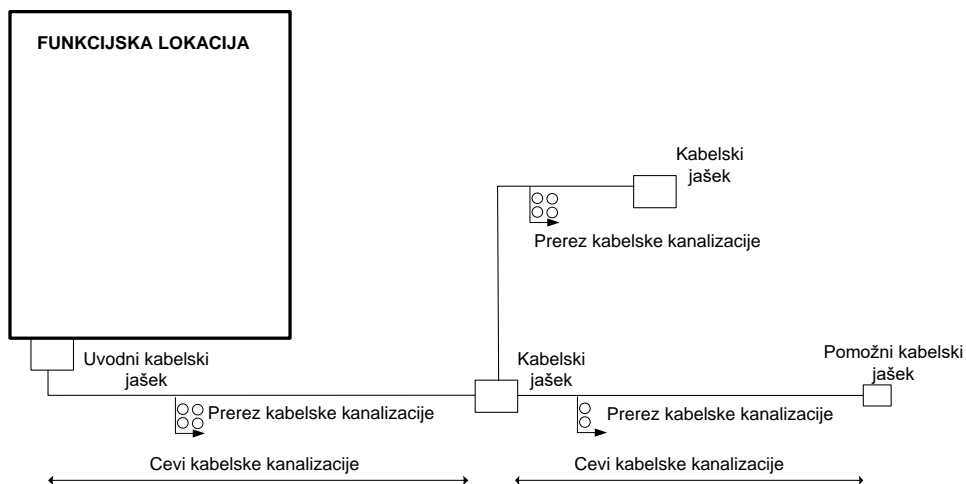 FUNKCIJSKA LOKACIJA
Kabelski
jašek
Prerez kabelske kanalizacije
Uvodni kabelski
jašek
Kabelski
jašek
Pomožni kabelski
jašek
Prerez kabelske kanalizacije
Prerez kabelske kanalizacije
Cevi kabelske kanalizacije
Cevi kabelske kanalizacije